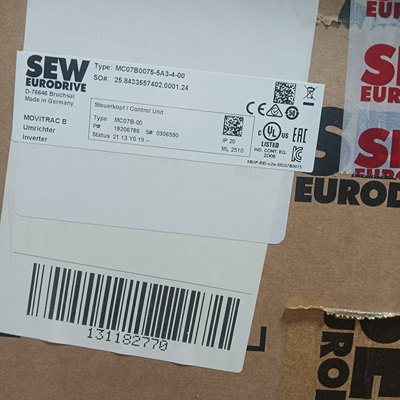 SEW
EURODRIVE
D-76646 Bruchsal
Made in Germany
MOVITRAC B
Umrichter
Inverter
Type: MC07B0075-5A3-4-00
SO#: 25.8433557402.0001.24
Steuerkopf / Control Unit
Type MC07B-00
P# 18206786 S# 0306590
Status: 21 13 Y0 19 --
IP 20
ML 2510
LISTED
IND. CONT. EQ.
2D06
131182770
SEW
EURODRIVE
EURO